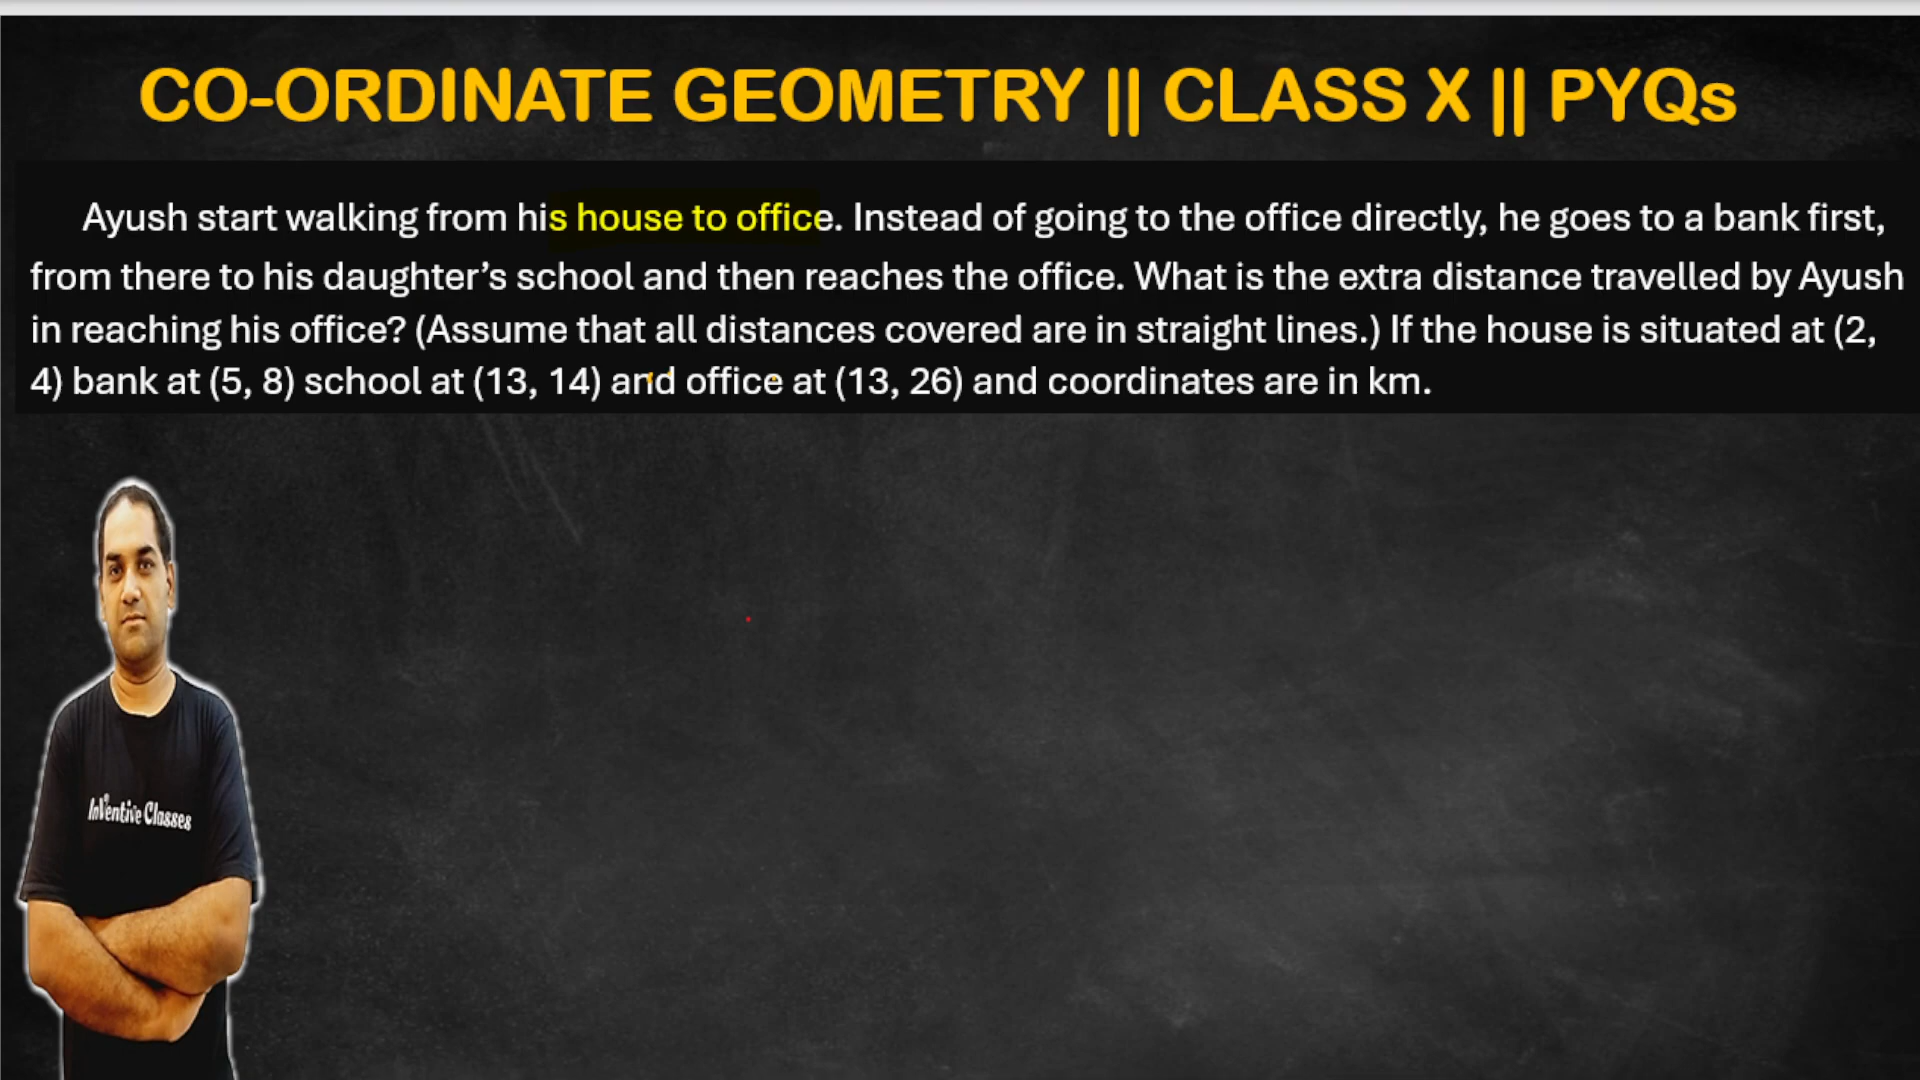 CO-ORDINATE GEOMETRY || CLASS X || PYQs
Ayush start walking from his house to office. Instead of going to the office directly, he goes to a bank first,
from there to his daughter’s school and then reaches the office. What is the extra distance travelled by Ayush
in reaching his office? (Assume that all distances covered are in straight lines.) If the house is situated at (2,
4) bank at (5, 8) school at (13, 14) and office at (13, 26) and coordinates are in km.
InVentive Classes